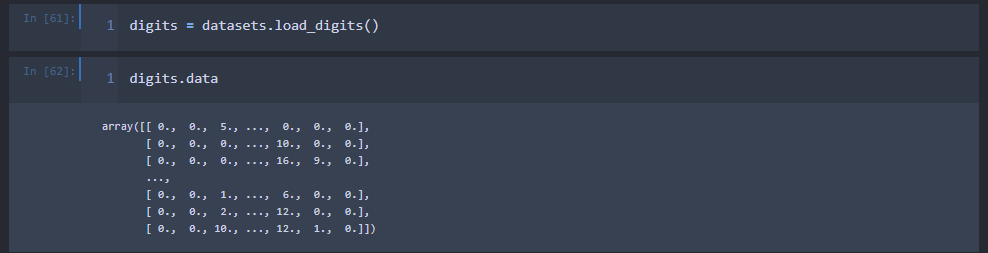 In [61]:
1 digits = datasets.load_digits()
In [62]:
1 digits.data
array([[ 0., 0., 5., ..., 0., 0., 0.],
[ 0., 0., 0., ..., 10., 0., 0.],
[ 0., 0., 0., ..., 16., 9., 0.],
...,
[ 0., 0., 1., ..., 6., 0., 0.],
[ 0., 0., 2., ..., 12., 0., 0.],
[ 0., 0., 10., ..., 12., 1., 0.]])